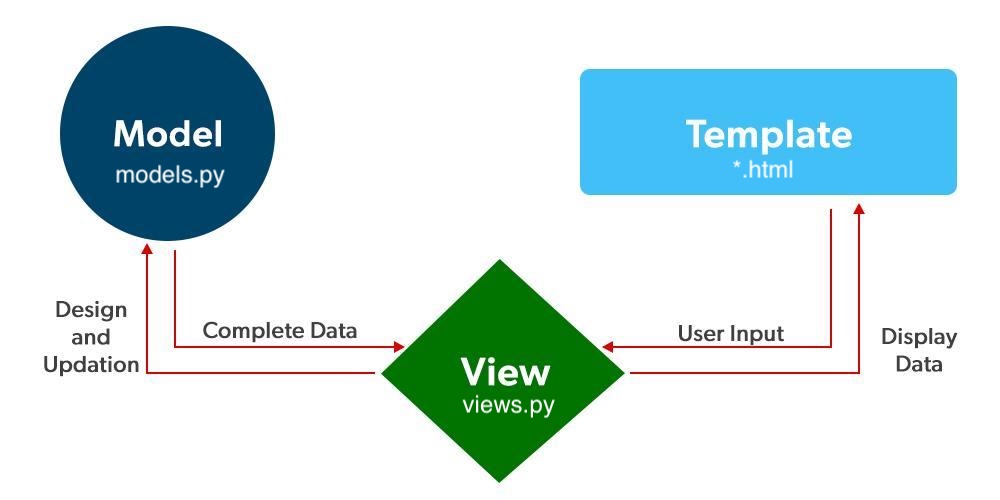 Model
models.py
Template
*.html
Design
and
Updation
Complete Data
User Input
Display
Data
View
views.py